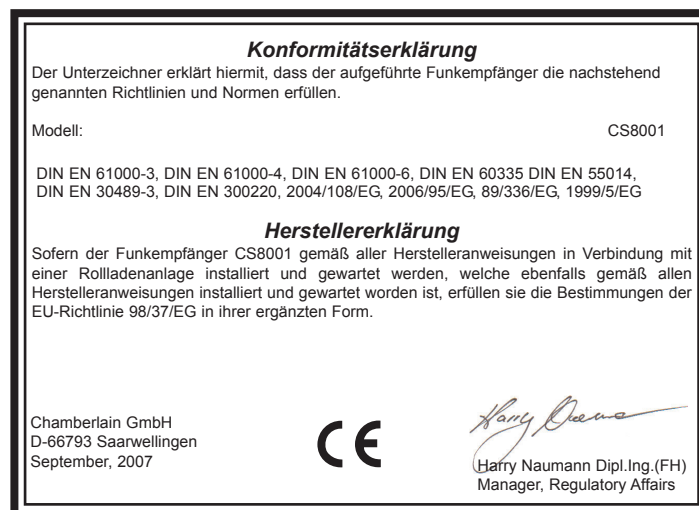 Konformitätserklärung
Der Unterzeichner erklärt hiermit, dass der aufgeführte Funkempfänger die nachstehend
genannten Richtlinien und Normen erfüllen.
Modell: CS8001
DIN EN 61000-3, DIN EN 61000-4, DIN EN 61000-6, DIN EN 60335 DIN EN 55014,
DIN EN 30489-3, DIN EN 300220, 2004/108/EG, 2006/95/EG, 89/336/EG, 1999/5/EG
Herstellererklärung
Sofern der Funkempfänger CS8001 gemäß aller Herstelleranweisungen in Verbindung mit
einer Rollladenanlage installiert und gewartet werden, welche ebenfalls gemäß allen
Herstelleranweisungen installiert und gewartet worden ist, erfüllen sie die Bestimmungen der
EU-Richtlinie 98/37/EG in ihrer ergänzten Form.
Chamberlain GmbH
D-66793 Saarwellingen
September, 2007
CE
Harry
Harry Naumann Dipl.Ing.(FH)
Manager, Regulatory Affairs